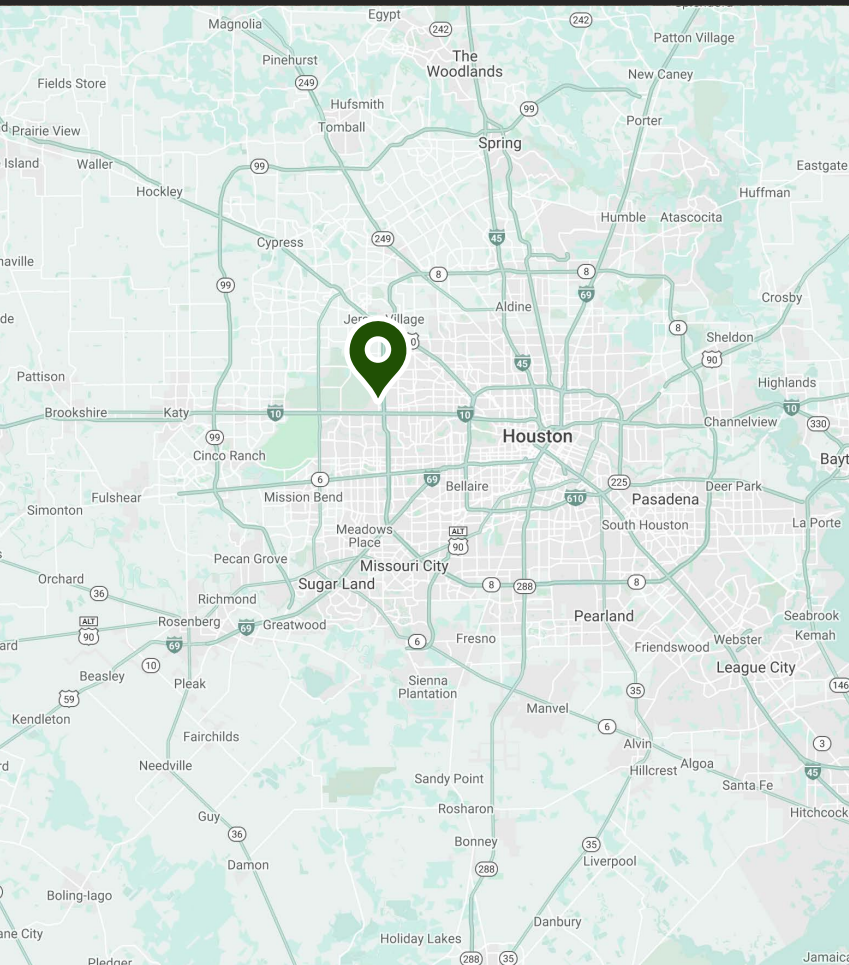 Egypt
242
242
Magnolia
Patton Village
The
Woodlands
Pinehurst
New Caney
Fields Store
249
Hufsmith
99
Porter
Prairie View
Tomball
Spring
Island
Waller
99
Eastgate
Hockley
Huffman
Humble
Atascocita
Cypress
249
45
8
8
99
69
Crosby
Aldine
8
Sheldon
90
45
Pattison
Highlands
Brookshire
Katy
10
10
10
Channelview
330
99
Houston
Cinco Ranch
6
69
Bellaire
225
Deer Park
Fulshear
Mission Bend
610
Pasadena
Simonton
La Porte
South Houston
Meadows
Place
ALT
90
Pecan Grove
Missouri City
Orchard
Sugar Land
36
8
288
8
Richmond
Rosenberg
Greatwood
Pearland
Seabrook
ALT
90
69
69
6
Fresno
Webster
Kemah
Friendswood
10
League City
Beasley
Pleak
Sienna
Plantation
35
146
59
Kendleton
Manvel
6
Fairchilds
Alvin
3
Needville
Hillcrest
Algoa
45
Sandy Point
Santa Fe
Guy
Rosharon
Hitchcock
36
Bonney
35
Damon
288
Liverpool
Boling-Iago
Danbury
Holiday Lakes
288
35
Pledger
Jamaica